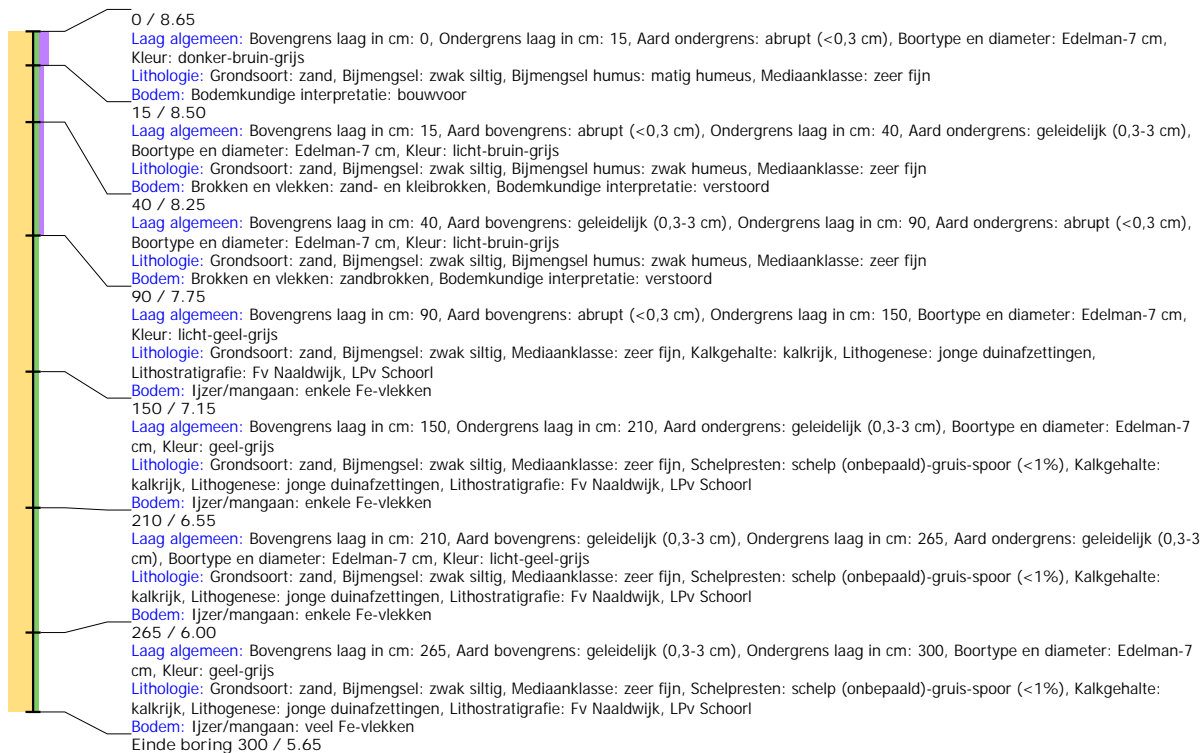 0 / 8.65
Laag algemeen: Bovengrens laag in cm: 0, Ondergrens laag in cm: 15, Aard ondergrens: abrupt (<0,3 cm), Boortype en diameter: Edelman-7 cm,
Kleur: donker-bruin-grijs
Lithologie: Grondsoort: zand, Bijmengsel: zwak siltig, Bijmengsel humus: matig humeus, Mediaanklasse: zeer fijn
Bodem: Bodemkundige interpretatie: bouwvoor
15 / 8.50
Laag algemeen: Bovengrens laag in cm: 15, Aard bovengrens: abrupt (<0,3 cm), Ondergrens laag in cm: 40, Aard ondergrens: geleidelijk (0,3-3 cm),
Boortype en diameter: Edelman-7 cm, Kleur: licht-bruin-grijs
Lithologie: Grondsoort: zand, Bijmengsel: zwak siltig, Bijmengsel humus: zwak humeus, Mediaanklasse: zeer fijn
Bodem: Brokken en vlekken: zand- en kleibrokken, Bodemkundige interpretatie: verstoord
40 / 8.25
Laag algemeen: Bovengrens laag in cm: 40, Aard bovengrens: geleidelijk (0,3-3 cm), Ondergrens laag in cm: 90, Aard ondergrens: abrupt (<0,3 cm),
Boortype en diameter: Edelman-7 cm, Kleur: licht-bruin-grijs
Lithologie: Grondsoort: zand, Bijmengsel: zwak siltig, Bijmengsel humus: zwak humeus, Mediaanklasse: zeer fijn
Bodem: Brokken en vlekken: zandbrokken, Bodemkundige interpretatie: verstoord
90 / 7.75
Laag algemeen: Bovengrens laag in cm: 90, Aard bovengrens: abrupt (<0,3 cm), Ondergrens laag in cm: 150, Boortype en diameter: Edelman-7 cm,
Kleur: licht-geel-grijs
Lithologie: Grondsoort: zand, Bijmengsel: zwak siltig, Mediaanklasse: zeer fijn, Kalkgehalte: kalkrijk, Lithogenese: jonge duinafzettingen,
Lithostratigrafie: Fv Naaldwijk, LPv Schoorl
Bodem: Ijzer/mangaan: enkele Fe-vlekken
150 / 7.15
Laag algemeen: Bovengrens laag in cm: 150, Ondergrens laag in cm: 210, Aard ondergrens: geleidelijk (0,3-3 cm), Boortype en diameter: Edelman-7
cm, Kleur: geel-grijs
Lithologie: Grondsoort: zand, Bijmengsel: zwak siltig, Mediaanklasse: zeer fijn, Schelpresten: schelp (onbepaald)-gruis-spoor (<1%), Kalkgehalte:
kalkrijk, Lithogenese: jonge duinafzettingen, Lithostratigrafie: Fv Naaldwijk, LPv Schoorl
Bodem: Ijzer/mangaan: enkele Fe-vlekken
210 / 6.55
Laag algemeen: Bovengrens laag in cm: 210, Aard bovengrens: geleidelijk (0,3-3 cm), Ondergrens laag in cm: 265, Aard ondergrens: geleidelijk (0,3-3
cm), Boortype en diameter: Edelman-7 cm, Kleur: licht-geel-grijs
Lithologie: Grondsoort: zand, Bijmengsel: zwak siltig, Mediaanklasse: zeer fijn, Schelpresten: schelp (onbepaald)-gruis-spoor (<1%), Kalkgehalte:
kalkrijk, Lithogenese: jonge duinafzettingen, Lithostratigrafie: Fv Naaldwijk, LPv Schoorl
Bodem: Ijzer/mangaan: enkele Fe-vlekken
265 / 6.00
Laag algemeen: Bovengrens laag in cm: 265, Aard bovengrens: geleidelijk (0,3-3 cm), Ondergrens laag in cm: 300, Boortype en diameter: Edelman-7
cm, Kleur: geel-grijs
Lithologie: Grondsoort: zand, Bijmengsel: zwak siltig, Mediaanklasse: zeer fijn, Schelpresten: schelp (onbepaald)-gruis-spoor (<1%), Kalkgehalte:
kalkrijk, Lithogenese: jonge duinafzettingen, Lithostratigrafie: Fv Naaldwijk, LPv Schoorl
Bodem: Ijzer/mangaan: veel Fe-vlekken
Einde boring 300 / 5.65